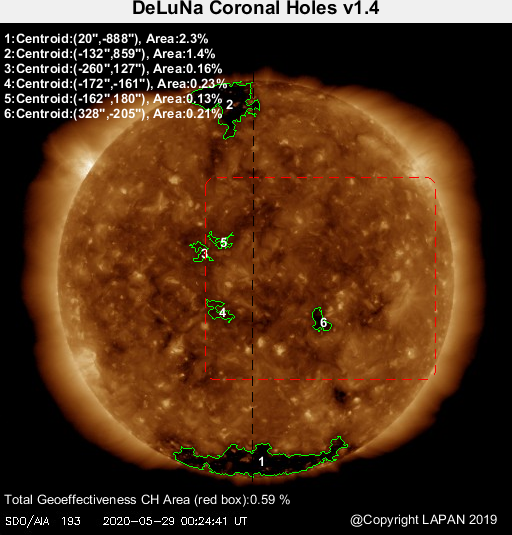 DeLuNa Coronal Holes v1.4
1:Centroid:(20",-888"), Area:2.3%
2:Centroid:(-132",859"), Area:1.4%
3:Centroid:(-260",127"), Area:0.16%
4:Centroid:(-172",-161"), Area:0.23%
5:Centroid:(-162",180"), Area:0.13%
6:Centroid:(328",-205"), Area:0.21%
2
5
3
4
6
1
Total Geoeffectiveness CH Area (red box):0.59 %
SDO/AIA 193 2020-05-29 00:24:41 UT
@Copyright LAPAN 2019